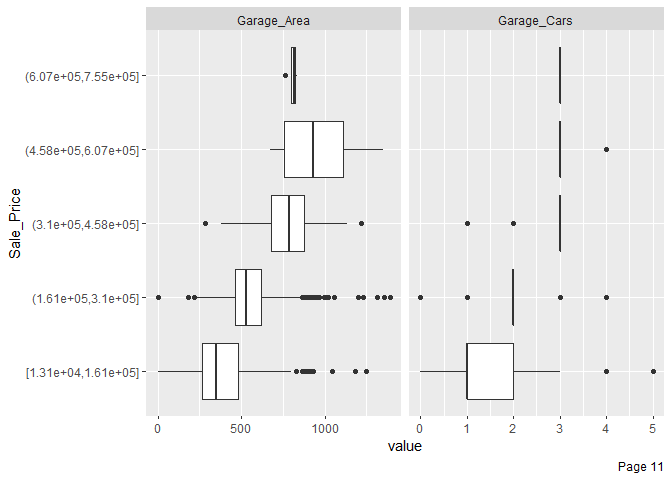 Garage_Area Garage_Cars
Sale_Price
(6.07e+05,7.55e+05]
(4.58e+05,6.07e+05]
(3.1e+05,4.58e+05]
(1.61e+05,3.1e+05]
[1.31e+04,1.61e+05]
0 500 1000 0 1 2 3 4 5
value
Page 11